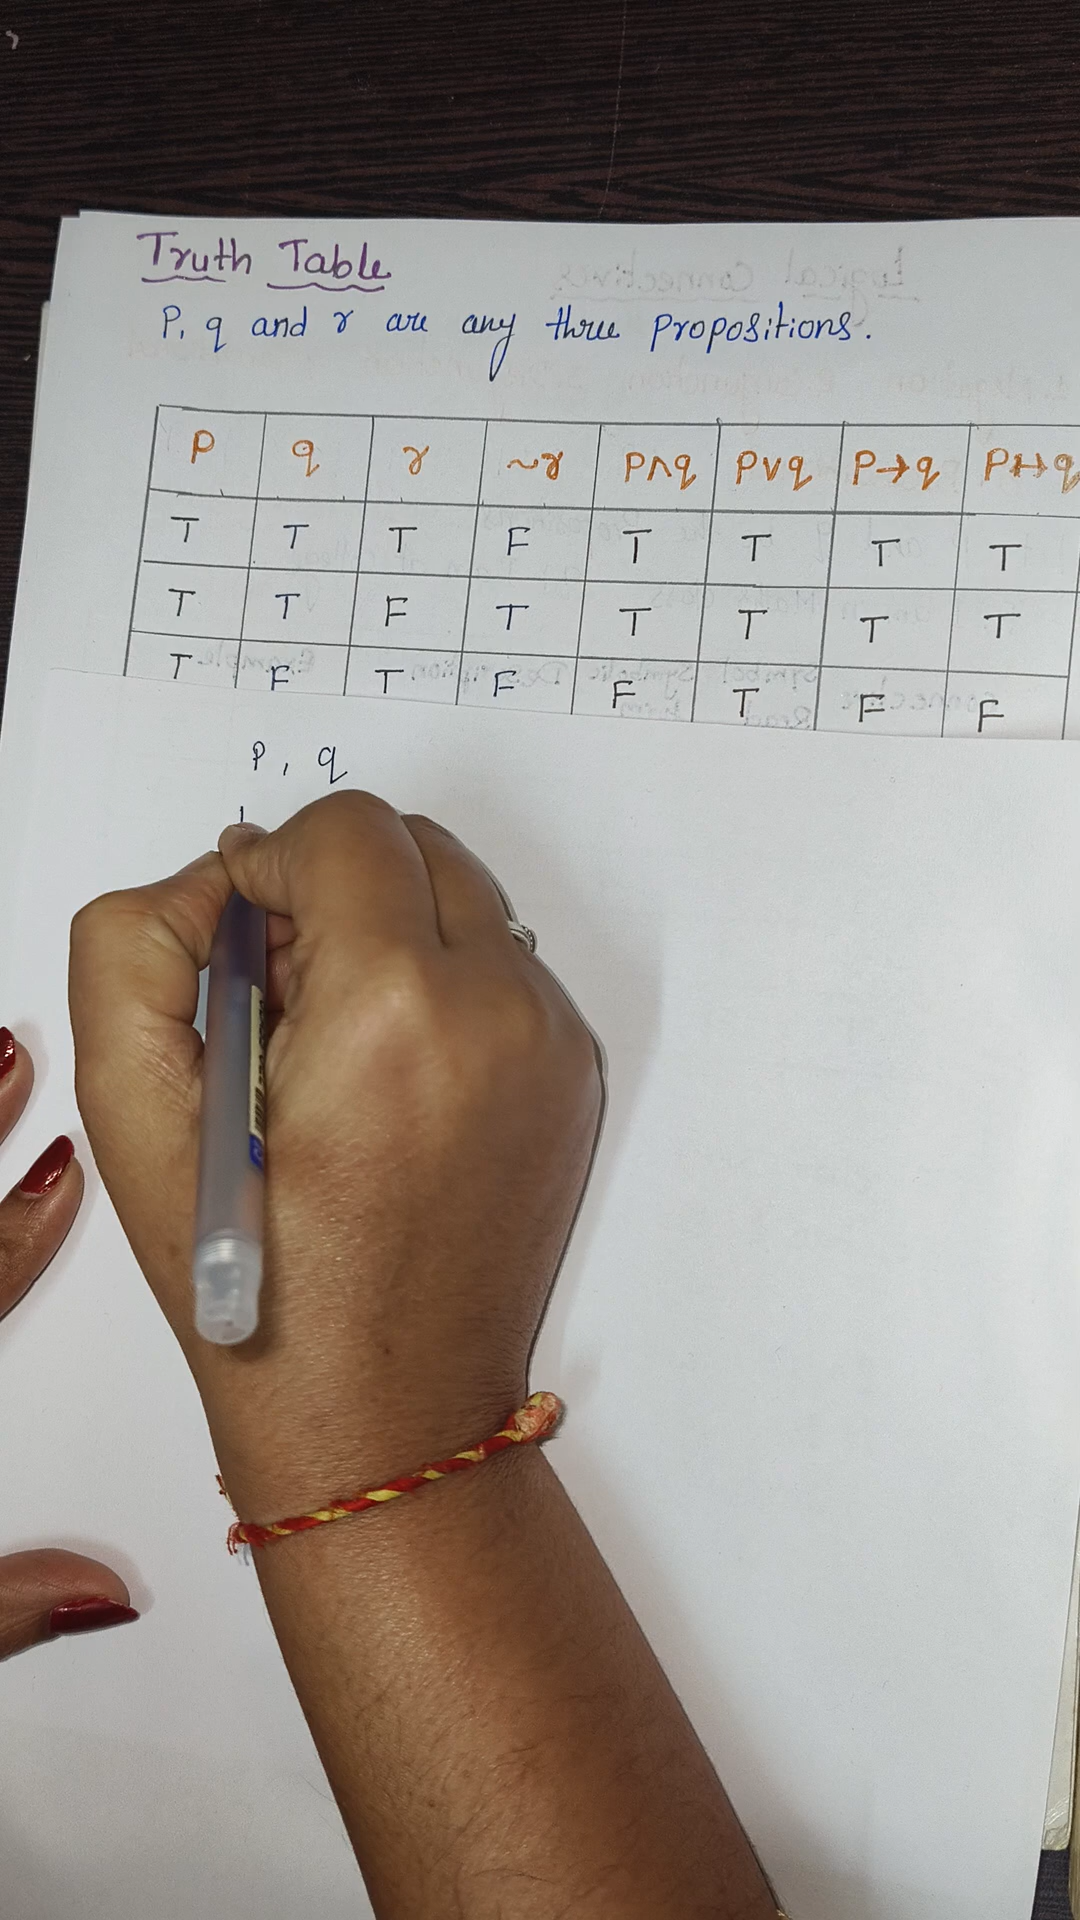 Truth Table
P, q and r are any three propositions.
P q r ~r P∧q P∨q P→q P↔q
T T T F T T T T
T T F T T T T T
T F T F F T F F
P, q